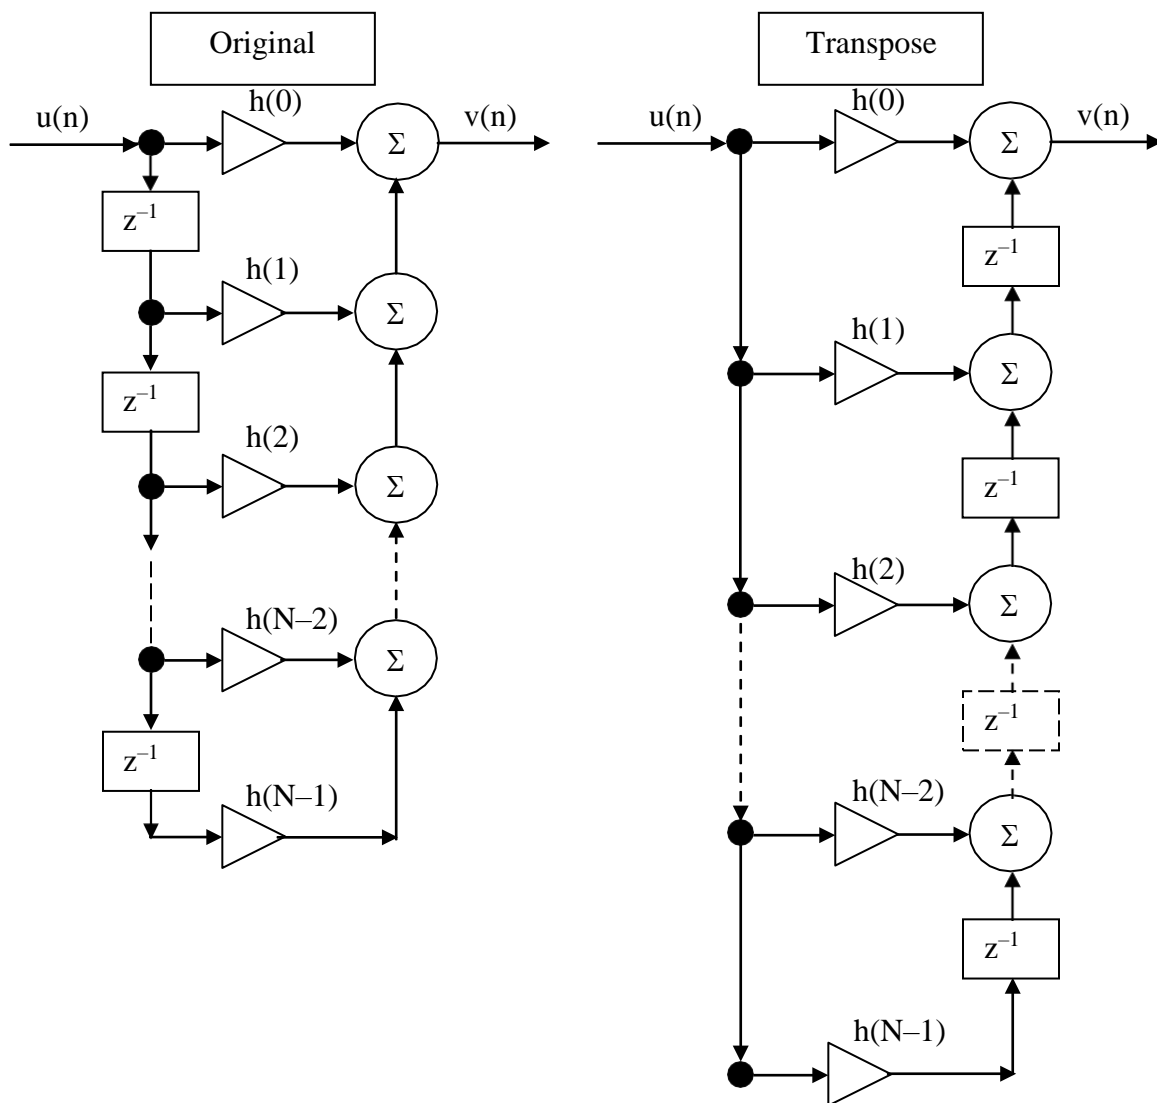 Original
u(n)
h(0)
Σ
v(n)
z⁻¹
h(1)
Σ
z⁻¹
h(2)
Σ
h(N–2)
Σ
z⁻¹
h(N–1)
Transpose
u(n)
h(0)
Σ
v(n)
z⁻¹
h(1)
Σ
z⁻¹
h(2)
Σ
z⁻¹
h(N–2)
Σ
z⁻¹
h(N–1)